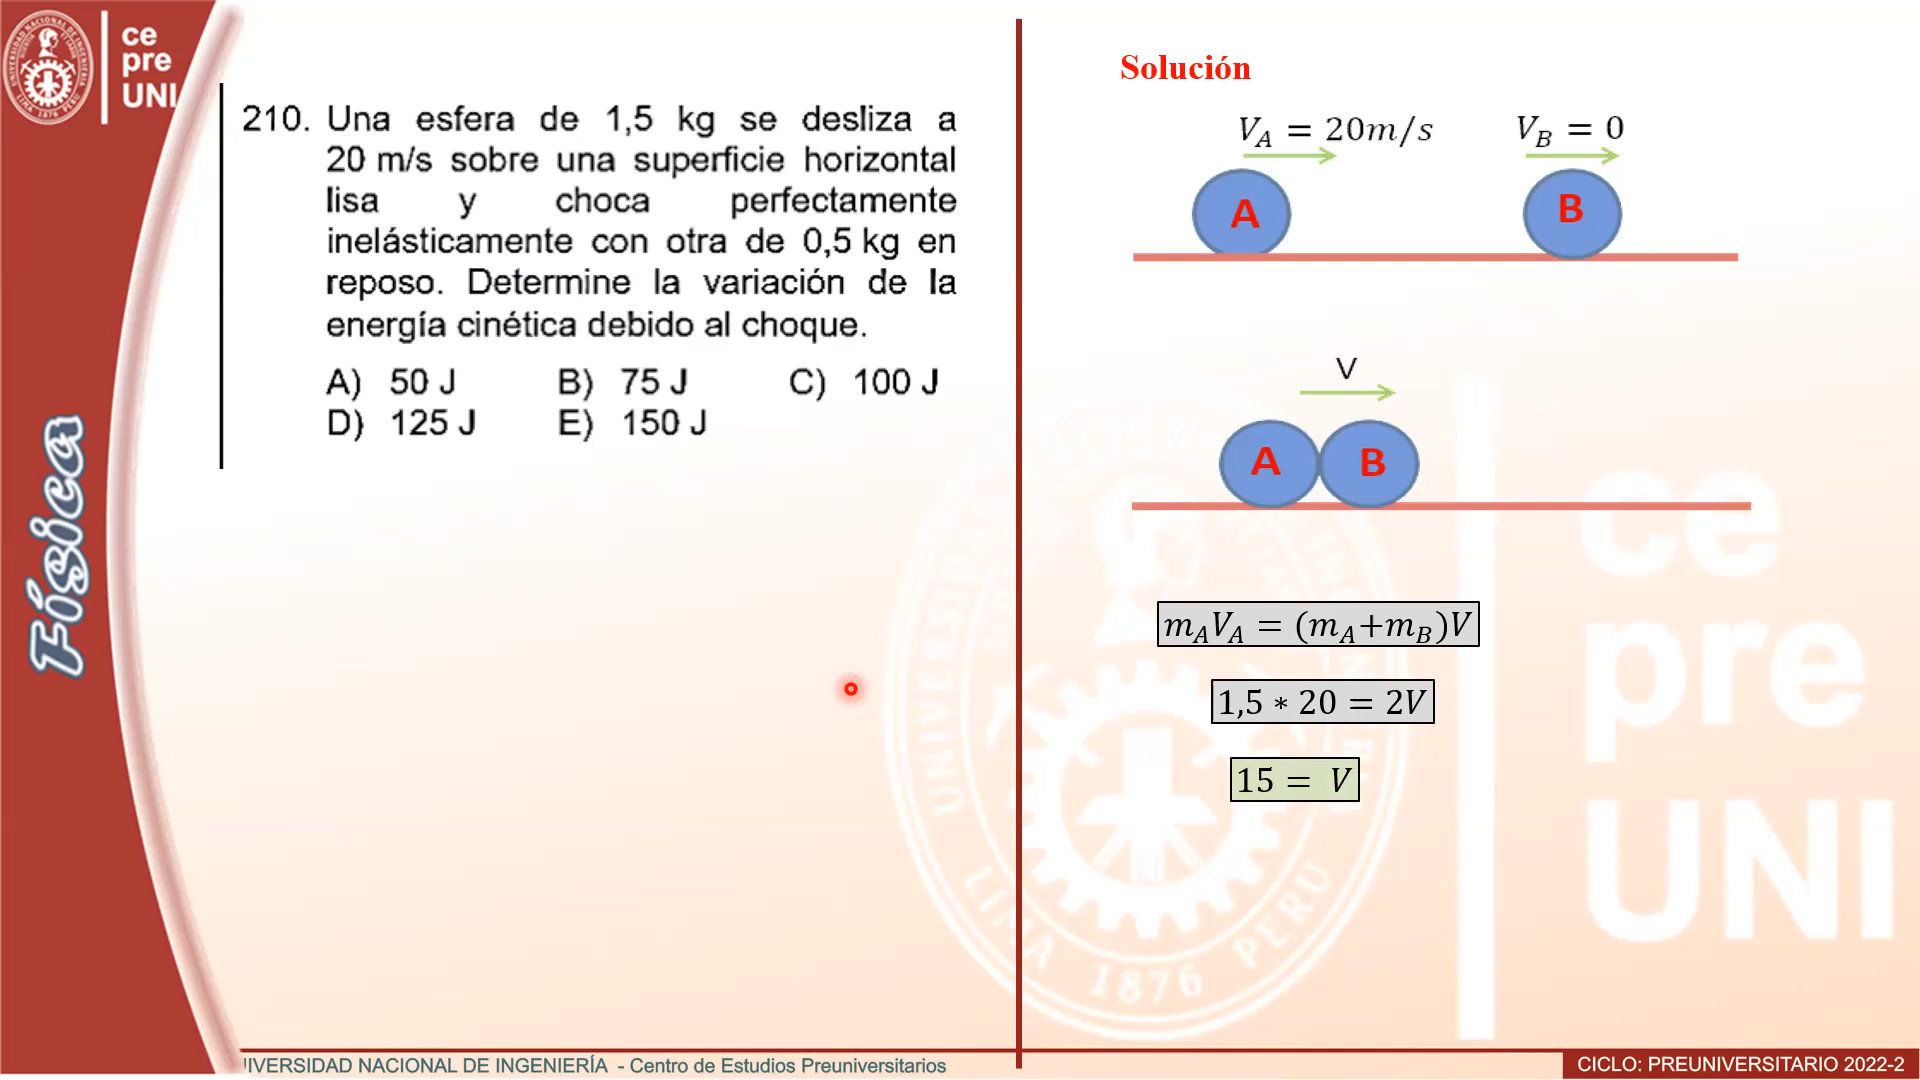 ce
pre
UNI
210. Una esfera de 1,5 kg se desliza a
20 m/s sobre una superficie horizontal
lisa y choca perfectamente
inelásticamente con otra de 0,5 kg en
reposo. Determine la variación de la
energía cinética debido al choque.
A) 50 J B) 75 J C) 100 J
D) 125 J E) 150 J
Física
Solución
V_A = 20m/s V_B = 0
A B
V
A B
m_A V_A = (m_A+m_B)V
1,5 ∗ 20 = 2V
15 = V
ce
pre
UNI
LIMA 1876 PERU
IVERSIDAD NACIONAL DE INGENIERÍA - Centro de Estudios Preuniversitarios
CICLO: PREUNIVERSITARIO 2022-2